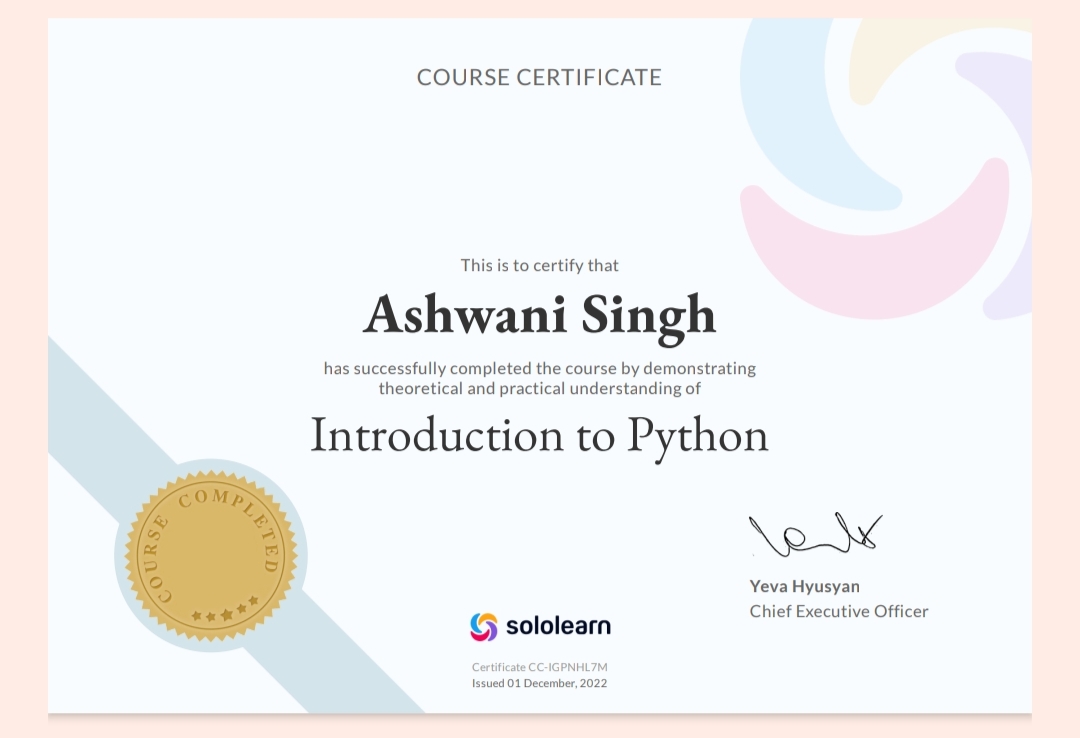 COURSE CERTIFICATE
This is to certify that
Ashwani Singh
has successfully completed the course by demonstrating
theoretical and practical understanding of
Introduction to Python
COURSE COMPLETED
Yeva Hyusyan
Chief Executive Officer
sololearn
Certificate CC-IGPNHL7M
Issued 01 December, 2022